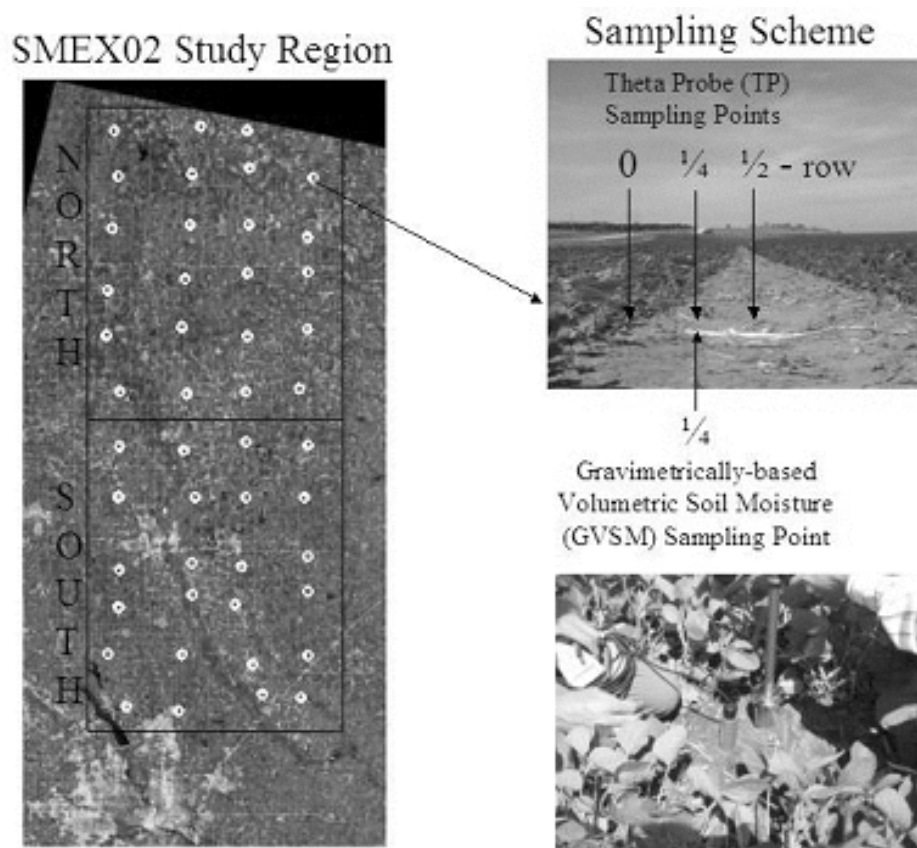 SMEX02 Study Region
NORTH
SOUTH
Sampling Scheme
Theta Probe (TP)
Sampling Points
0 ¼ ½ - row
¼
Gravimetrically-based
Volumetric Soil Moisture
(GVSM) Sampling Point